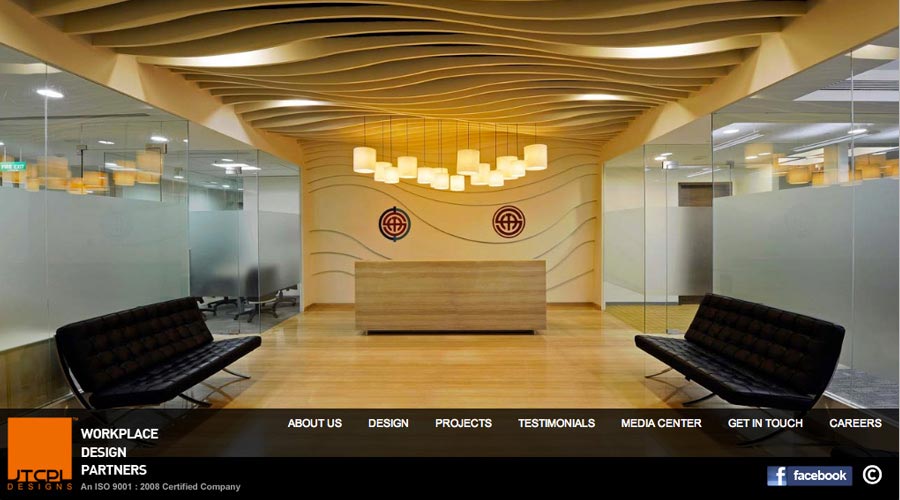 FIRE EXIT
ABOUT US DESIGN PROJECTS TESTIMONIALS MEDIA CENTER GET IN TOUCH CAREERS
JTCPL
DESIGNS
TM
WORKPLACE
DESIGN
PARTNERS
An ISO 9001 : 2008 Certified Company
f facebook
©